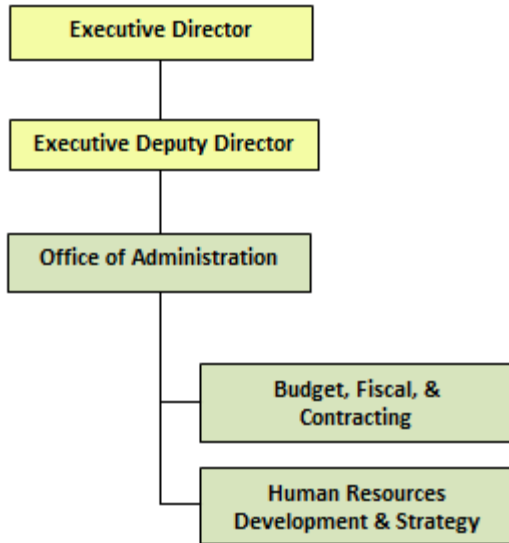 Executive Director
Executive Deputy Director
Office of Administration
Budget, Fiscal, &
Contracting
Human Resources
Development & Strategy